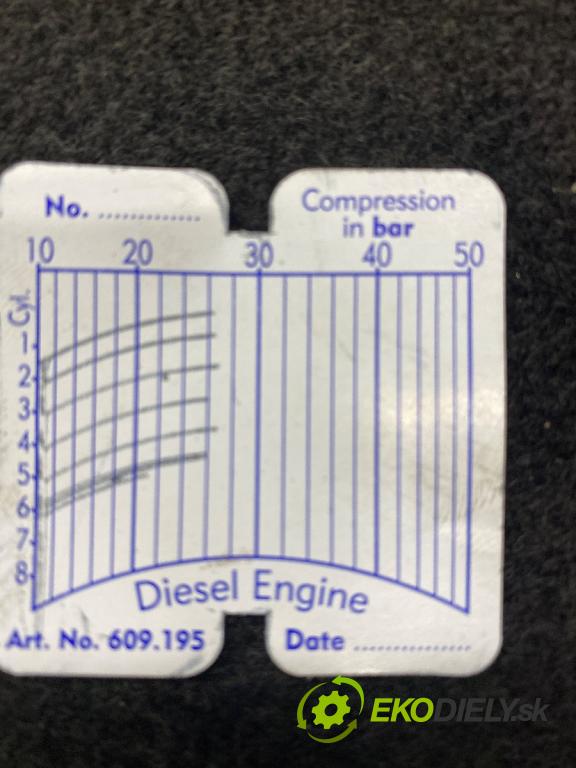 No. ..............
Compression
in bar
10 20 30 40 50
Cyl.
1
2
3
4
5
6
7
8
Diesel Engine
Art. No. 609.195
Date ................
EKODIELY.sk